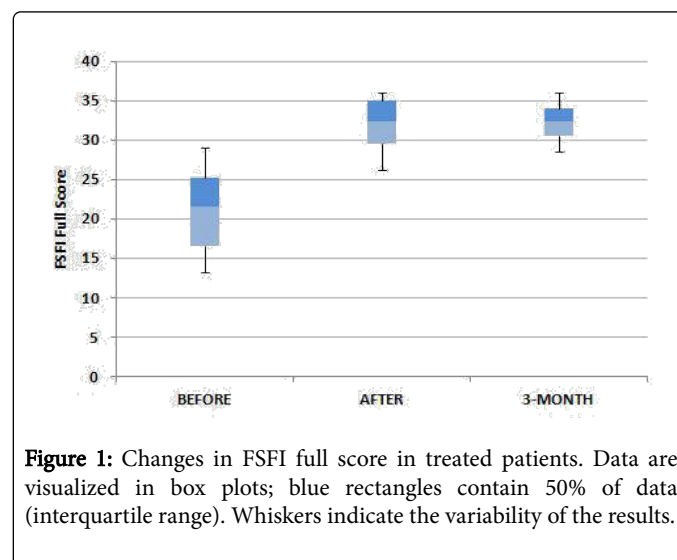 40
35
30
25
20
15
10
5
0
FSFI Full Score
BEFORE AFTER 3-MONTH
Figure 1: Changes in FSFI full score in treated patients. Data are
visualized in box plots; blue rectangles contain 50% of data
(interquartile range). Whiskers indicate the variability of the results.